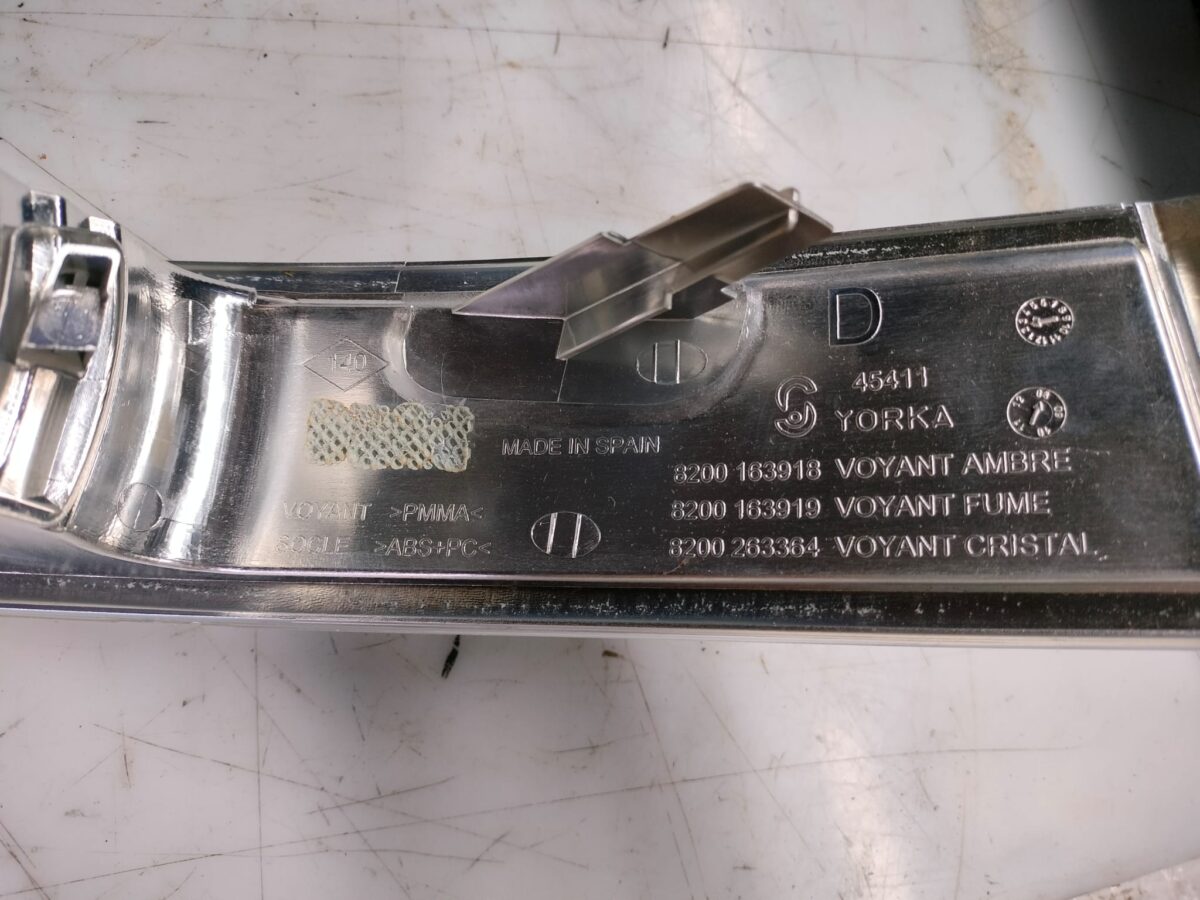 D
45411
YORKA
MADE IN SPAIN
8200 163918 VOYANT AMBRE
8200 163919 VOYANT FUME
8200 263364 VOYANT CRISTAL
VOYANT >PMMA<
SOCLE >ABS+PC<